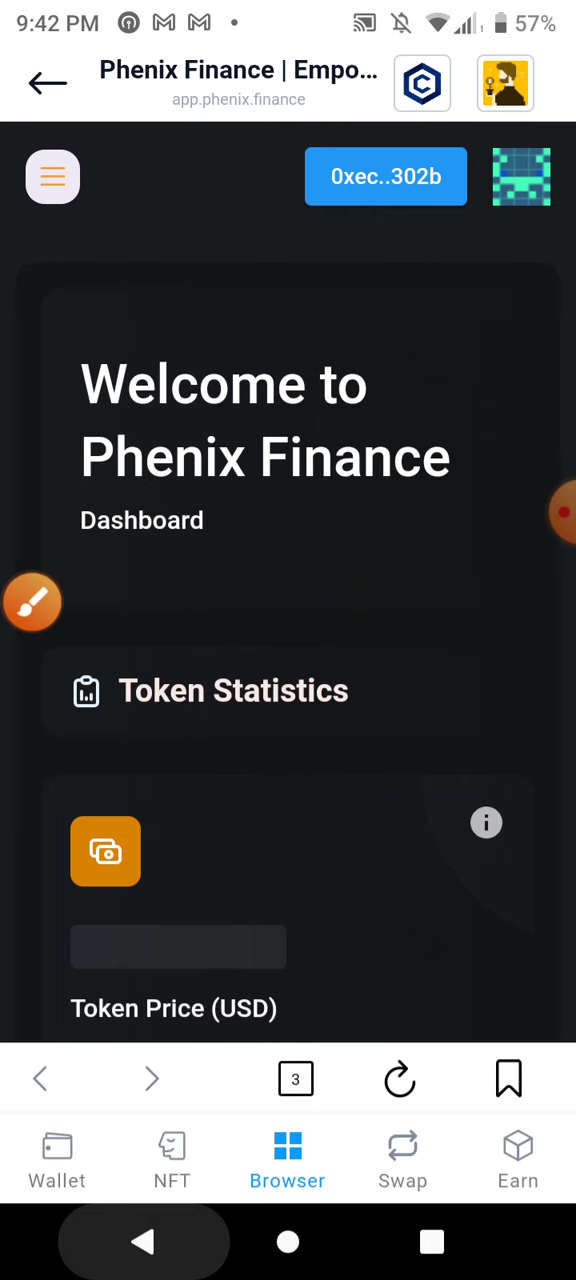 9:42 PM
57%
Phenix Finance | Empo...
app.phenix.finance
0xec..302b
Welcome to
Phenix Finance
Dashboard
Token Statistics
Token Price (USD)
3
Wallet NFT Browser Swap Earn